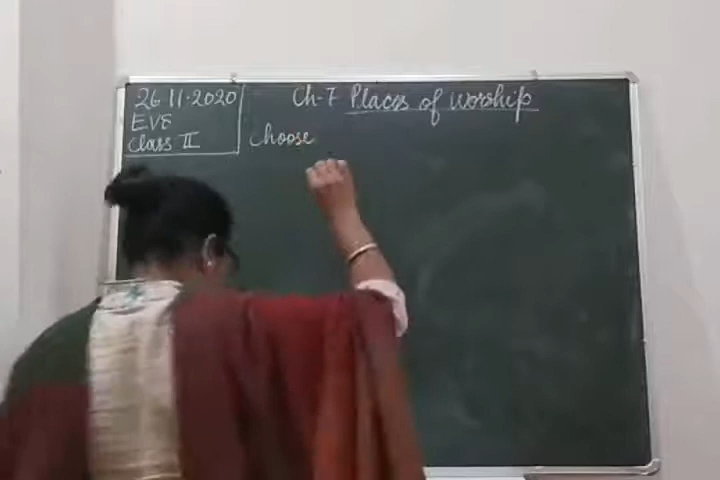 26.11.2020
EVS
Class II
Ch-7 Places of worship
Choose